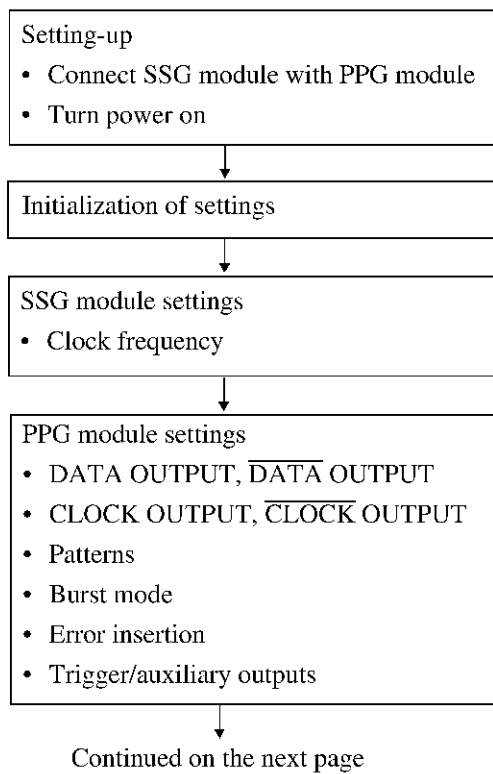 Setting-up
• Connect SSG module with PPG module
• Turn power on
Initialization of settings
SSG module settings
• Clock frequency
PPG module settings
• DATA OUTPUT, D̅A̅T̅A̅ OUTPUT
• CLOCK OUTPUT, C̅L̅O̅C̅K̅ OUTPUT
• Patterns
• Burst mode
• Error insertion
• Trigger/auxiliary outputs
Continued on the next page